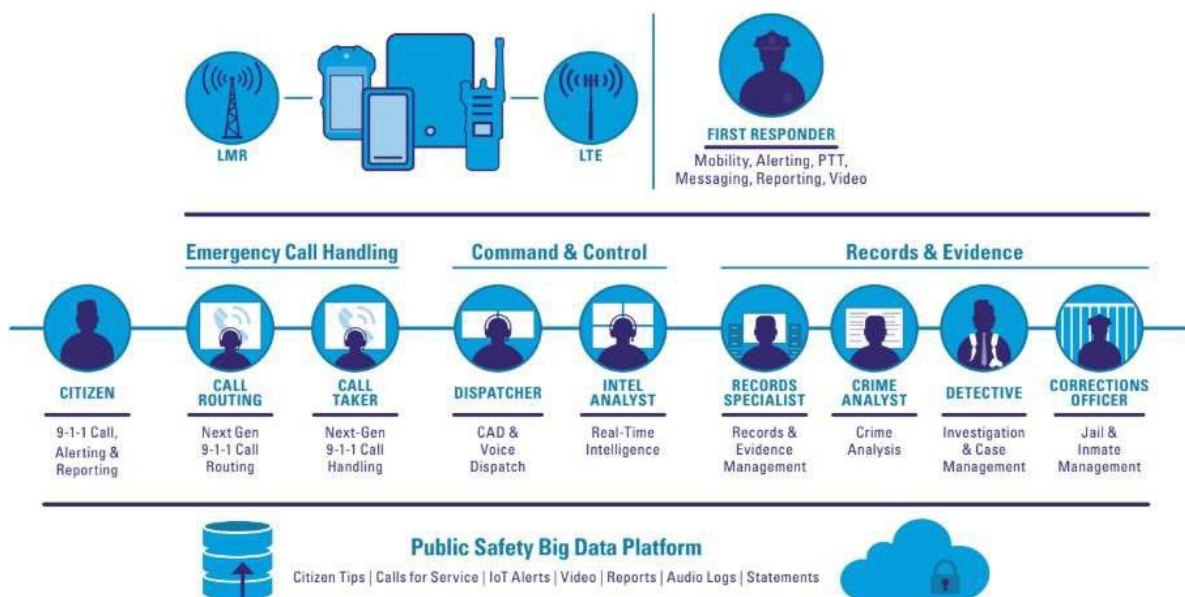 LMR
LTE
FIRST RESPONDER
Mobility, Alerting, PTT,
Messaging, Reporting, Video
Emergency Call Handling
Command & Control
Records & Evidence
CITIZEN
9-1-1 Call,
Alerting &
Reporting
CALL
ROUTING
Next Gen
9-1-1 Call
Routing
CALL
TAKER
Next-Gen
9-1-1 Call
Handling
DISPATCHER
CAD &
Voice
Dispatch
INTEL
ANALYST
Real-Time
Intelligence
RECORDS
SPECIALIST
Records &
Evidence
Management
CRIME
ANALYST
Crime
Analysis
DETECTIVE
Investigation
& Case
Management
CORRECTIONS
OFFICER
Jail &
Inmate
Management
Public Safety Big Data Platform
Citizen Tips | Calls for Service | IoT Alerts | Video | Reports | Audio Logs | Statements